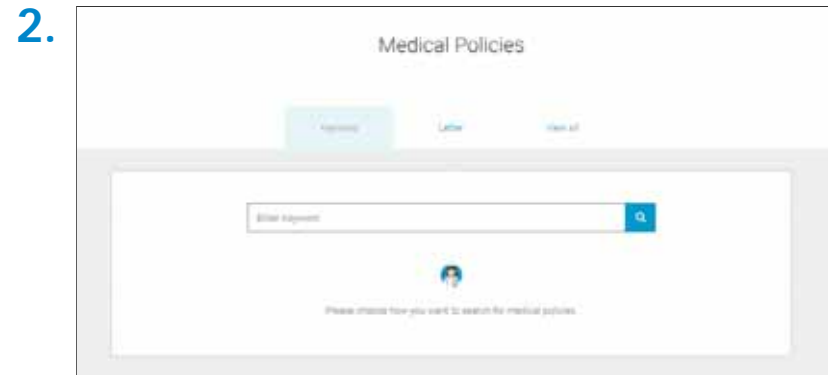 2.
Medical Policies
Keyword Letter View all
Enter keyword
Please choose how you want to search for medical policies.